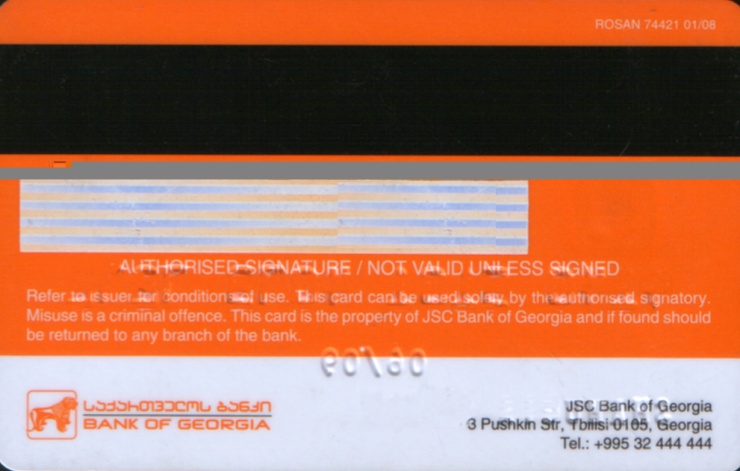 ROSAN 74421 01/08
AUTHORISED SIGNATURE / NOT VALID UNLESS SIGNED
Refer to issuer for conditions of use. This card can be used solely by the authorised signatory.
Misuse is a criminal offence. This card is the property of JSC Bank of Georgia and if found should
be returned to any branch of the bank.
საქართველოს ბანკი
BANK OF GEORGIA
JSC Bank of Georgia
3 Pushkin Str, Tbilisi 0105, Georgia
Tel.: +995 32 444 444